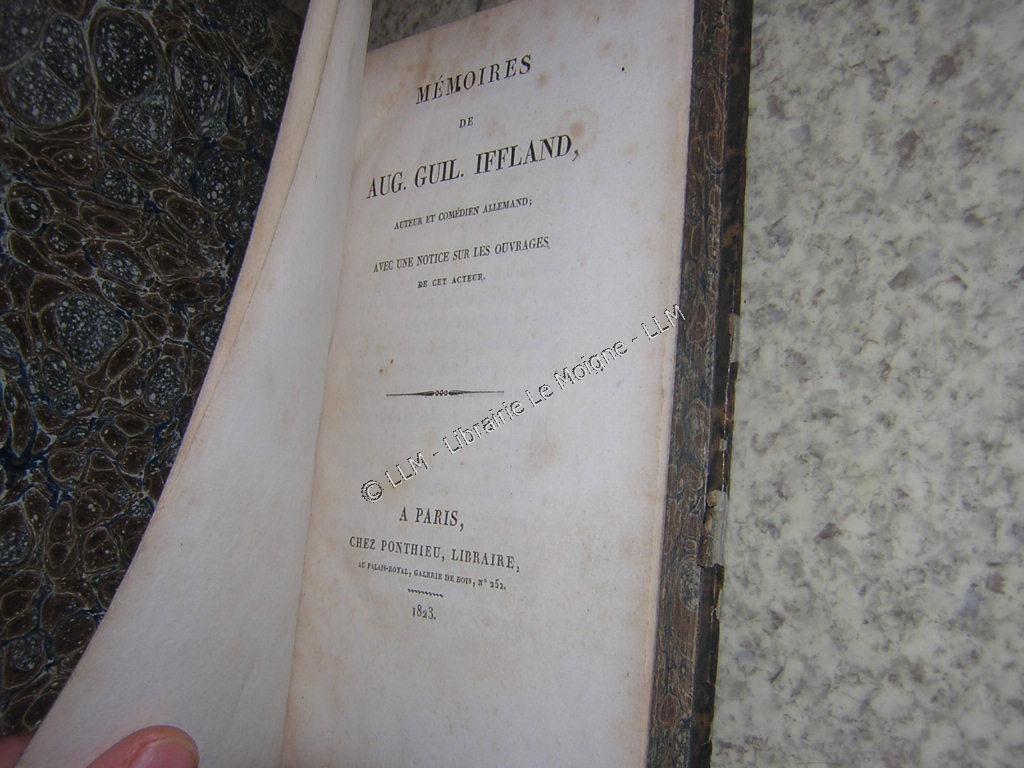 MÉMOIRES
DE
AUG. GUIL. IFFLAND,
AUTEUR ET COMÉDIEN ALLEMAND;
AVEC UNE NOTICE SUR LES OUVRAGES
DE CET ACTEUR.
© LLM - Librairie Le Moigne - LLM
A PARIS,
CHEZ PONTHIEU, LIBRAIRE,
AU PALAIS-ROYAL, GALERIE DE BOIS, N° 252.
1823.